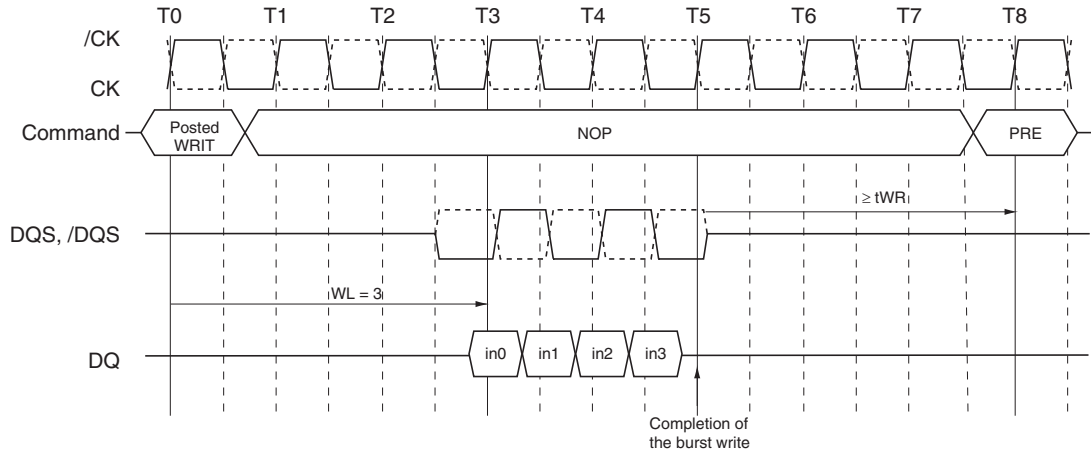 T0 T1 T2 T3 T4 T5 T6 T7 T8
/CK
CK
Command
Posted
WRIT
NOP
PRE
≥ tWR
DQS, /DQS
WL = 3
DQ
in0 in1 in2 in3
Completion of
the burst write